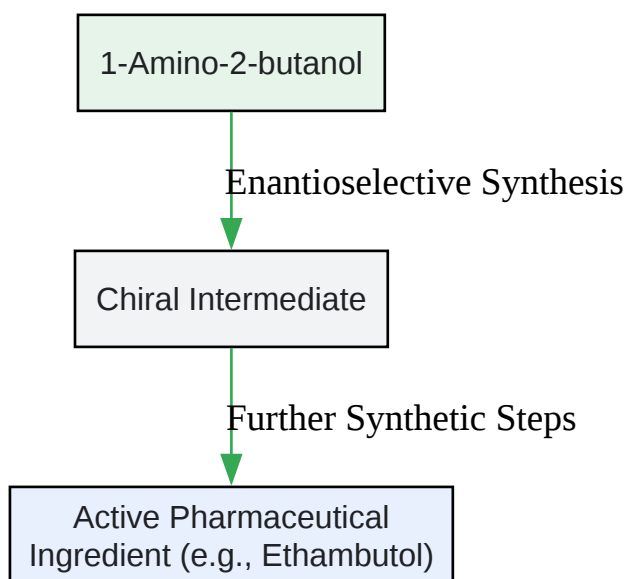 1-Amino-2-butanol
Enantioselective Synthesis
Chiral Intermediate
Further Synthetic Steps
Active Pharmaceutical
Ingredient (e.g., Ethambutol)